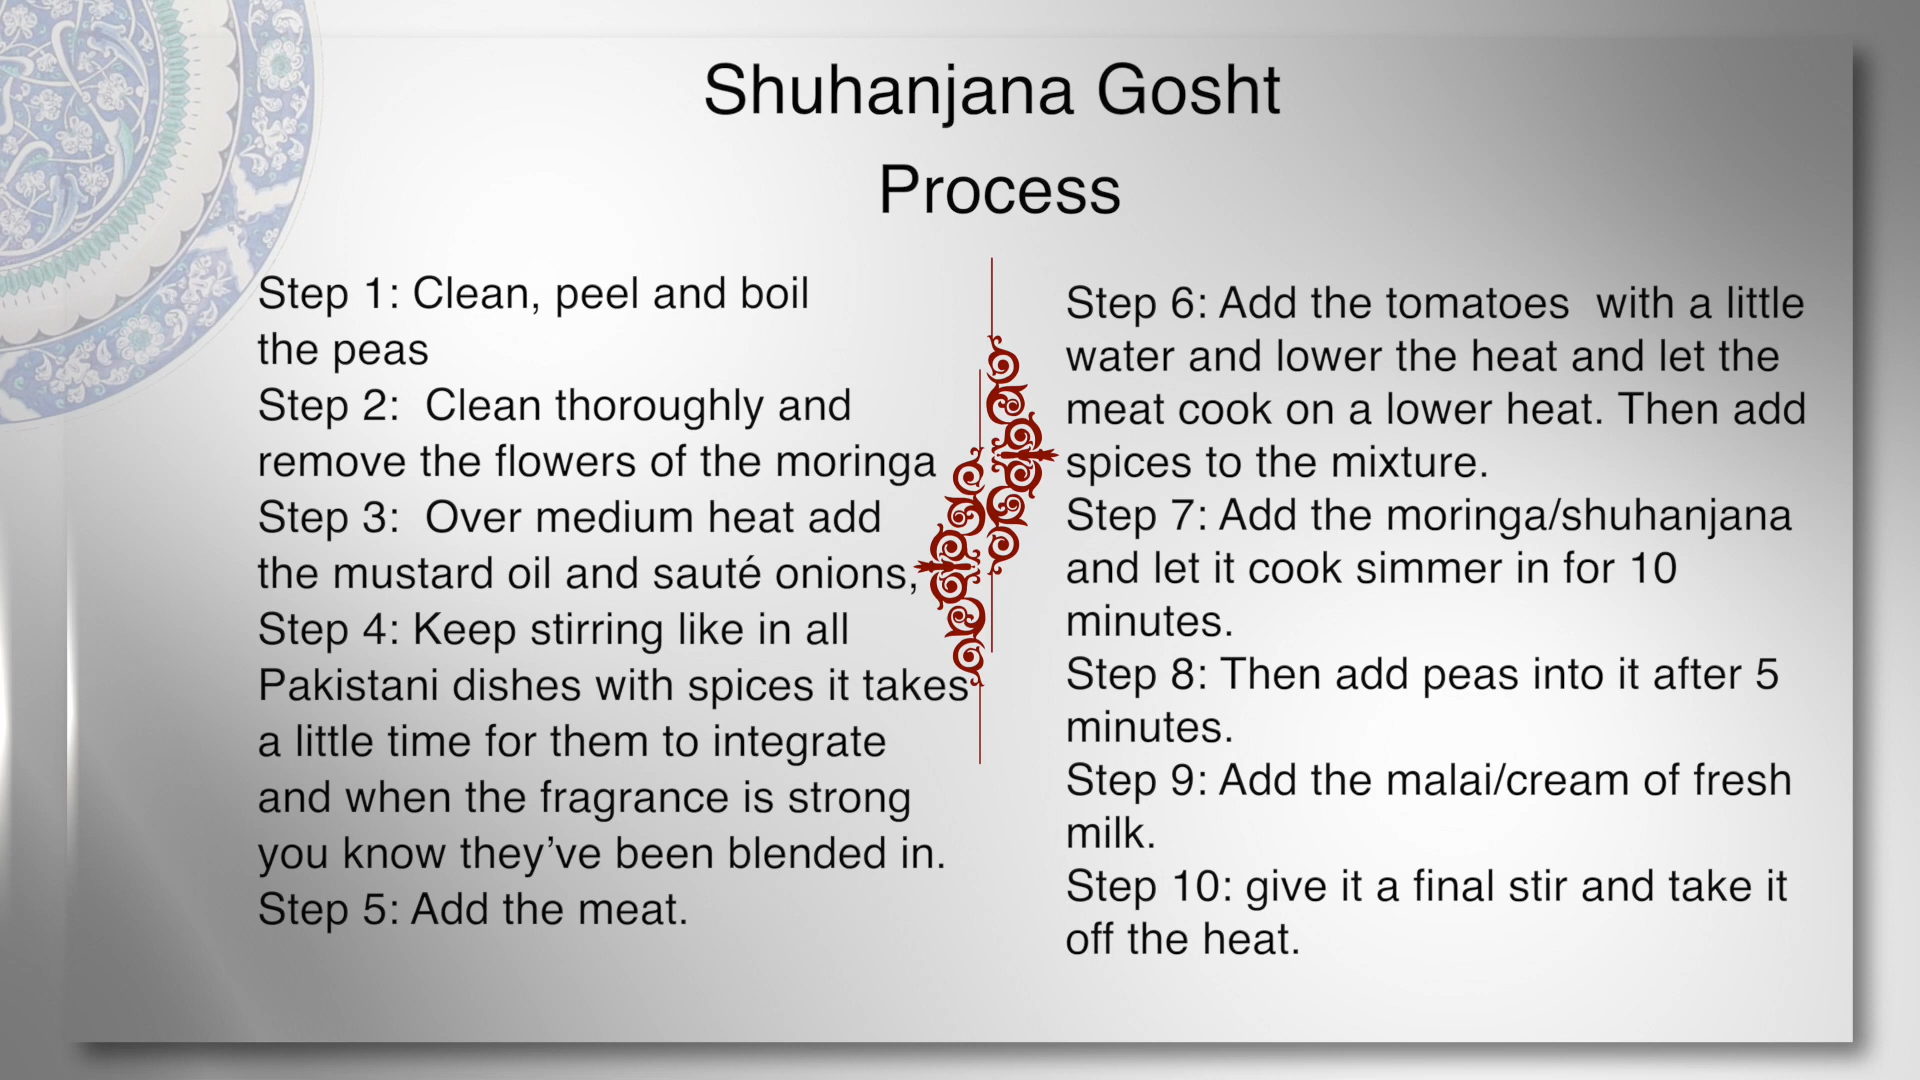 Shuhanjana Gosht
Process
Step 1: Clean, peel and boil
the peas
Step 2:  Clean thoroughly and
remove the flowers of the moringa
Step 3:  Over medium heat add
the mustard oil and sauté onions,
Step 4: Keep stirring like in all
Pakistani dishes with spices it takes
a little time for them to integrate
and when the fragrance is strong
you know they’ve been blended in.
Step 5: Add the meat.
Step 6: Add the tomatoes  with a little
water and lower the heat and let the
meat cook on a lower heat. Then add
spices to the mixture.
Step 7: Add the moringa/shuhanjana
and let it cook simmer in for 10
minutes.
Step 8: Then add peas into it after 5
minutes.
Step 9: Add the malai/cream of fresh
milk.
Step 10: give it a final stir and take it
off the heat.